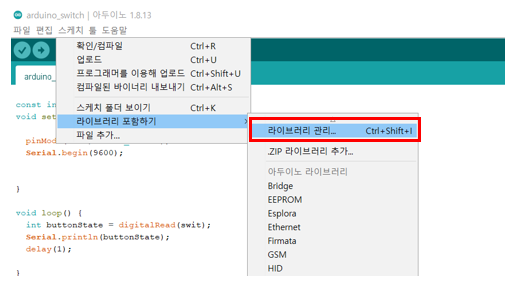 arduino_switch | 아두이노 1.8.13
파일 편집 스케치 툴 도움말
arduino_
확인/컴파일 Ctrl+R
업로드 Ctrl+U
프로그래머를 이용해 업로드 Ctrl+Shift+U
컴파일된 바이너리 내보내기 Ctrl+Alt+S
스케치 폴더 보이기 Ctrl+K
라이브러리 포함하기
파일 추가...
라이브러리 관리... Ctrl+Shift+I
.ZIP 라이브러리 추가...
아두이노 라이브러리
Bridge
EEPROM
Esplora
Ethernet
Firmata
GSM
HID
const in
void set
pinMod
Serial.begin(9600);
}
void loop() {
int buttonState = digitalRead(swit);
Serial.println(buttonState);
delay(1);
}